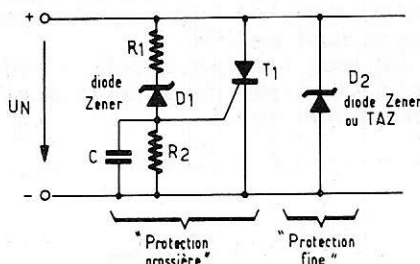 +
R1
T1
diode
Zener
D1
D2
diode Zener
ou TAZ
UN
C
R2
-
"Protection
grossière"
"Protection
fine"